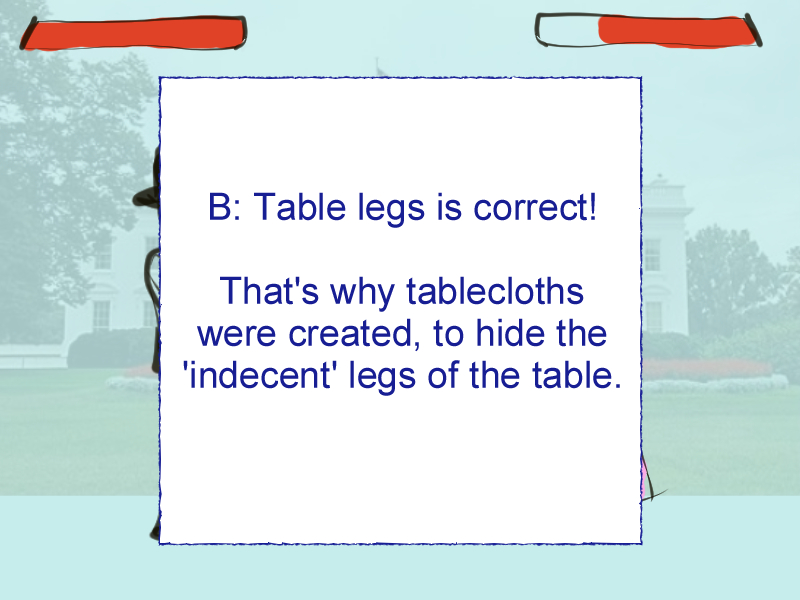 B: Table legs is correct!
That's why tablecloths
were created, to hide the
'indecent' legs of the table.